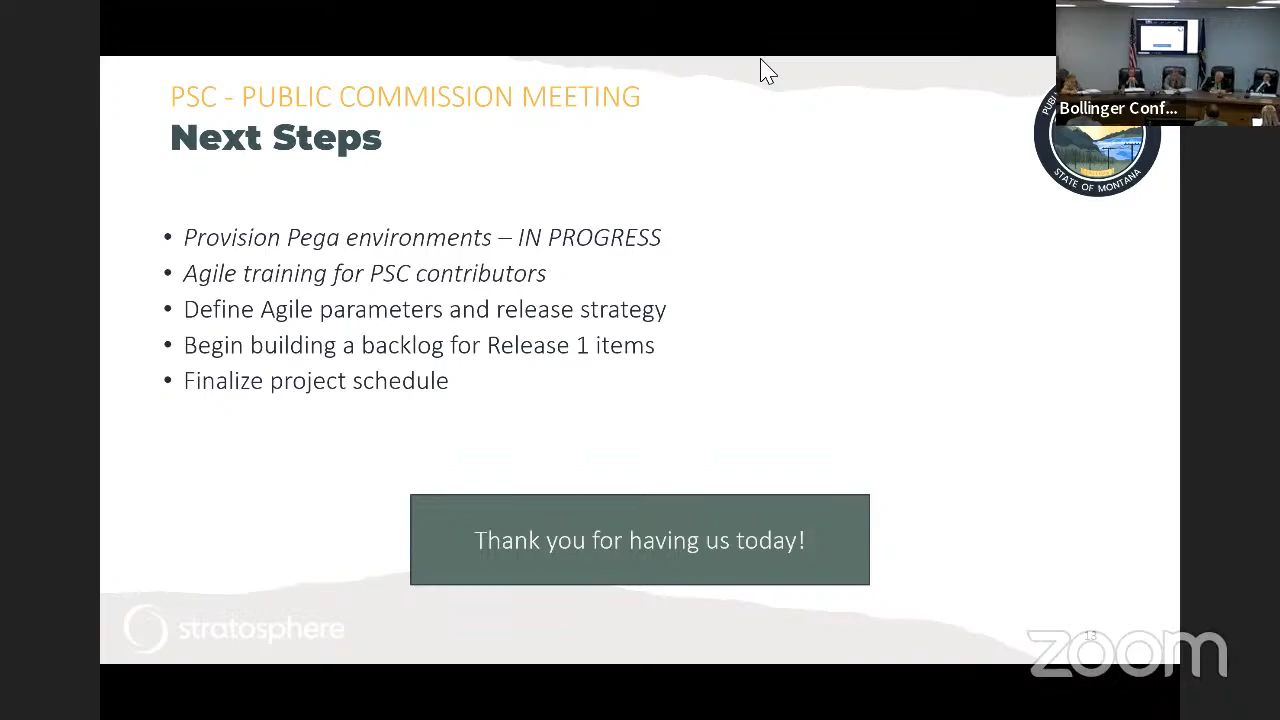 PSC - PUBLIC COMMISSION MEETING
Next Steps
Bollinger Conf...
STATE OF MONTANA
• Provision Pega environments – IN PROGRESS
• Agile training for PSC contributors
• Define Agile parameters and release strategy
• Begin building a backlog for Release 1 items
• Finalize project schedule
Thank you for having us today!
stratosphere
13
zoom